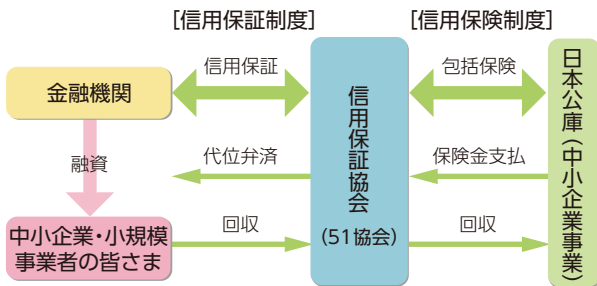 [信用保証制度]
[信用保険制度]
金融機関
信用保証
包括保険
融資
代位弁済
保険金支払
中小企業・小規模
事業者の皆さま
回収
信用保証協会
(51協会)
回収
日本公庫(中小企業事業)